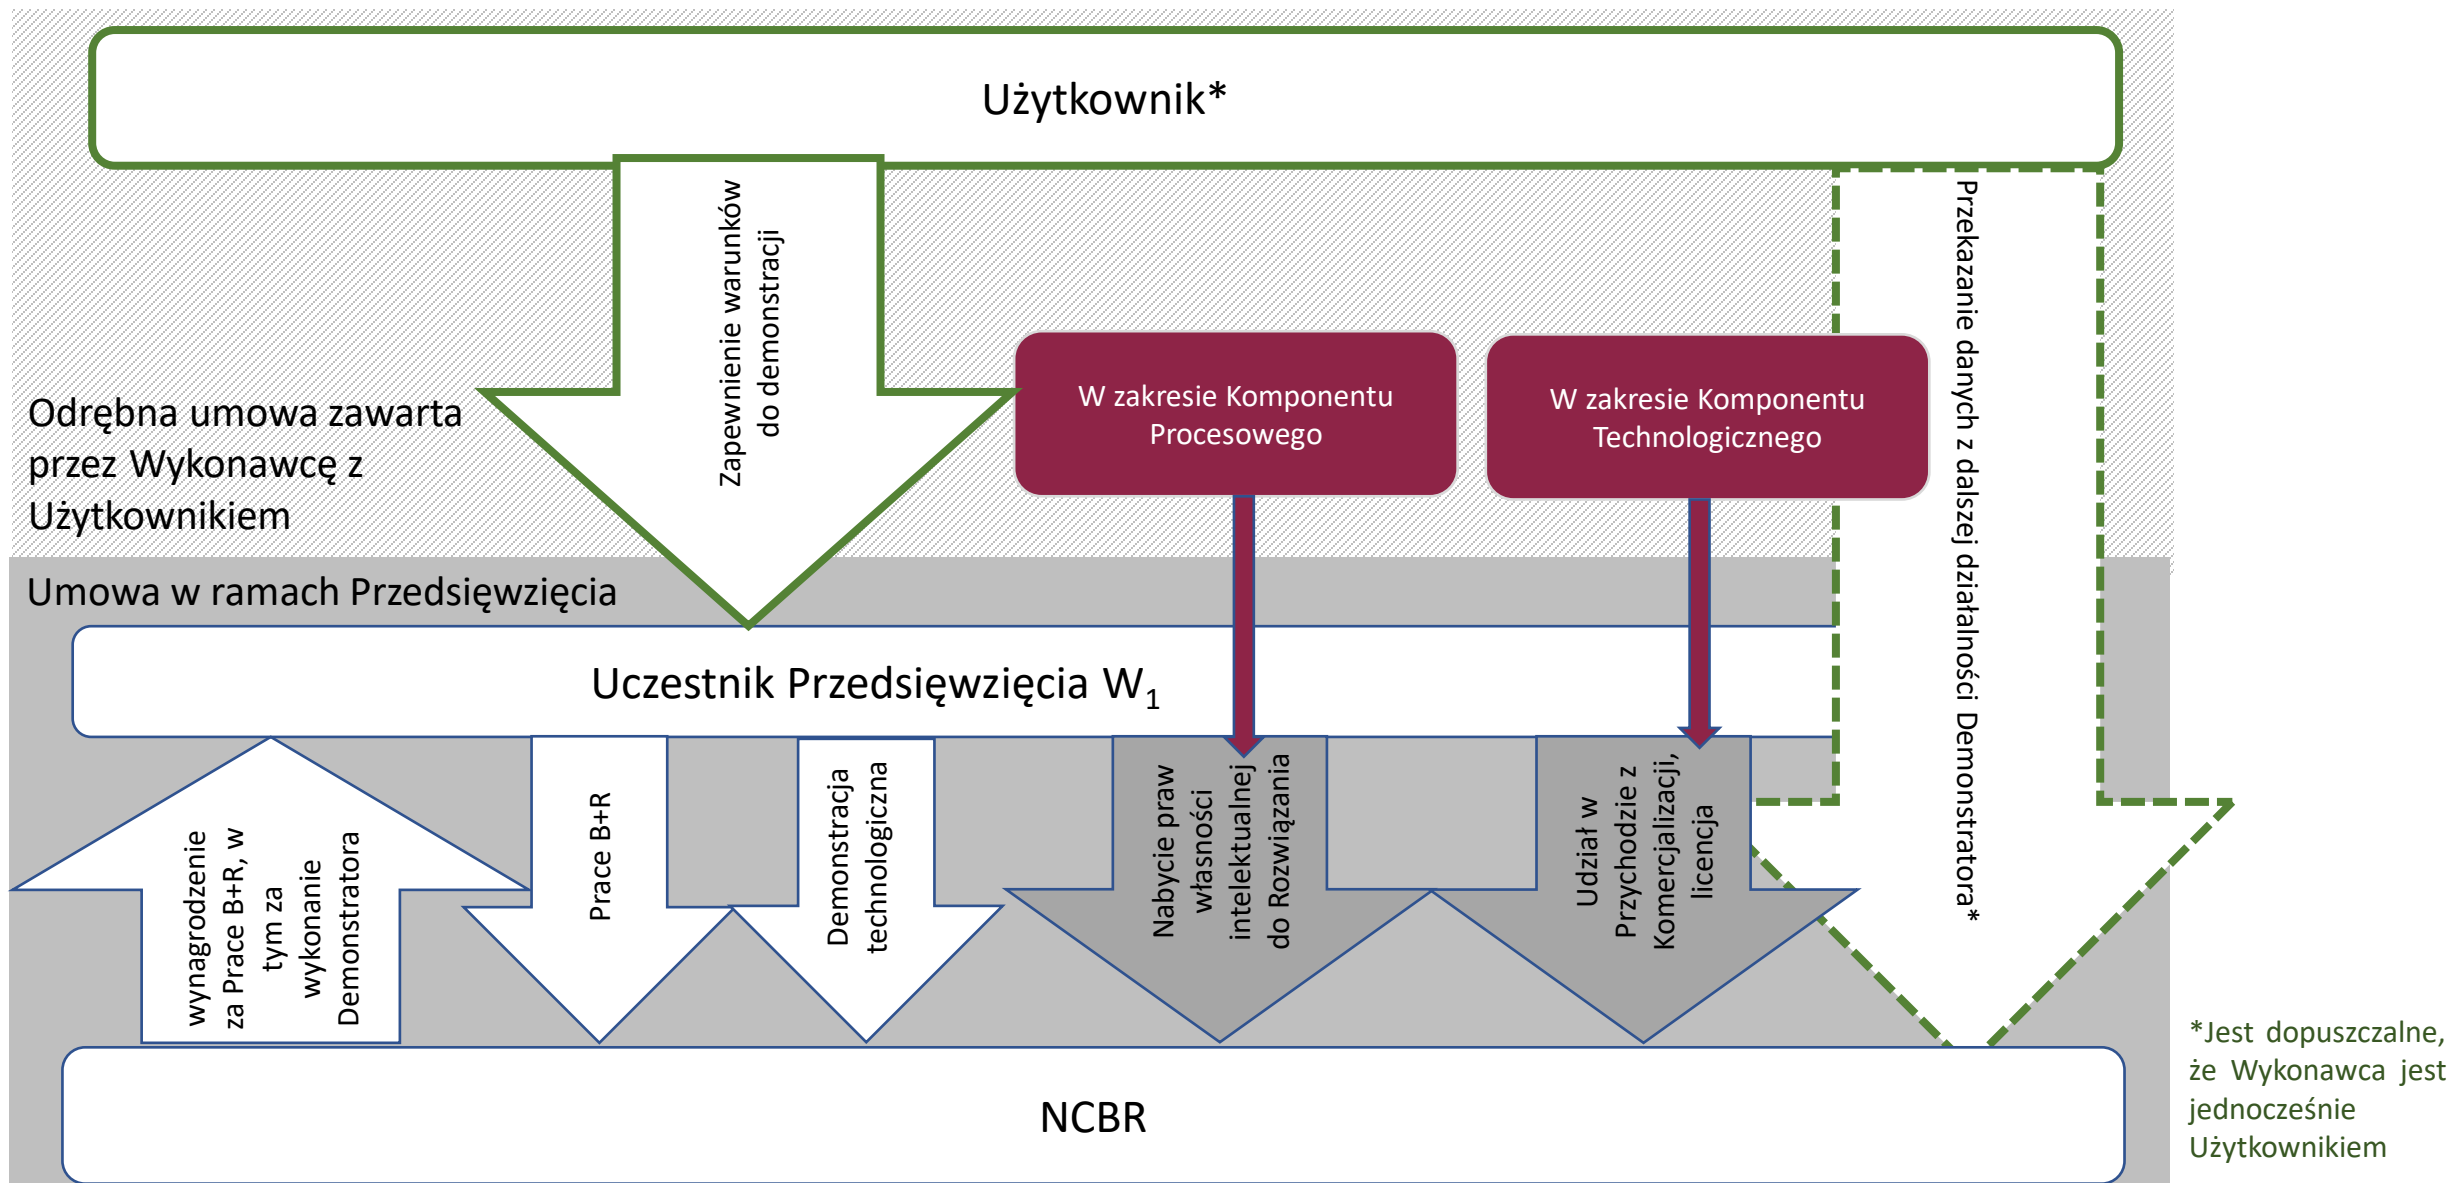 Użytkownik*
Zapewnienie warunków
do demonstracji
Przekazanie danych z dalszej działalności Demonstratora*
W zakresie Komponentu
Procesowego
W zakresie Komponentu
Technologicznego
Odrębna umowa zawarta
przez Wykonawcę z
Użytkownikiem
Umowa w ramach Przedsięwzięcia
Uczestnik Przedsięwzięcia W₁
wynagrodzenie
za Prace B+R, w
tym za
wykonanie
Demonstratora
Prace B+R
Demonstracja
technologiczna
Nabycie praw
własności
intelektualnej
do Rozwiązania
Udział w
Przychodzie z
Komercjalizacji,
licencja
NCBR
*Jest dopuszczalne,
że Wykonawca jest
jednocześnie
Użytkownikiem